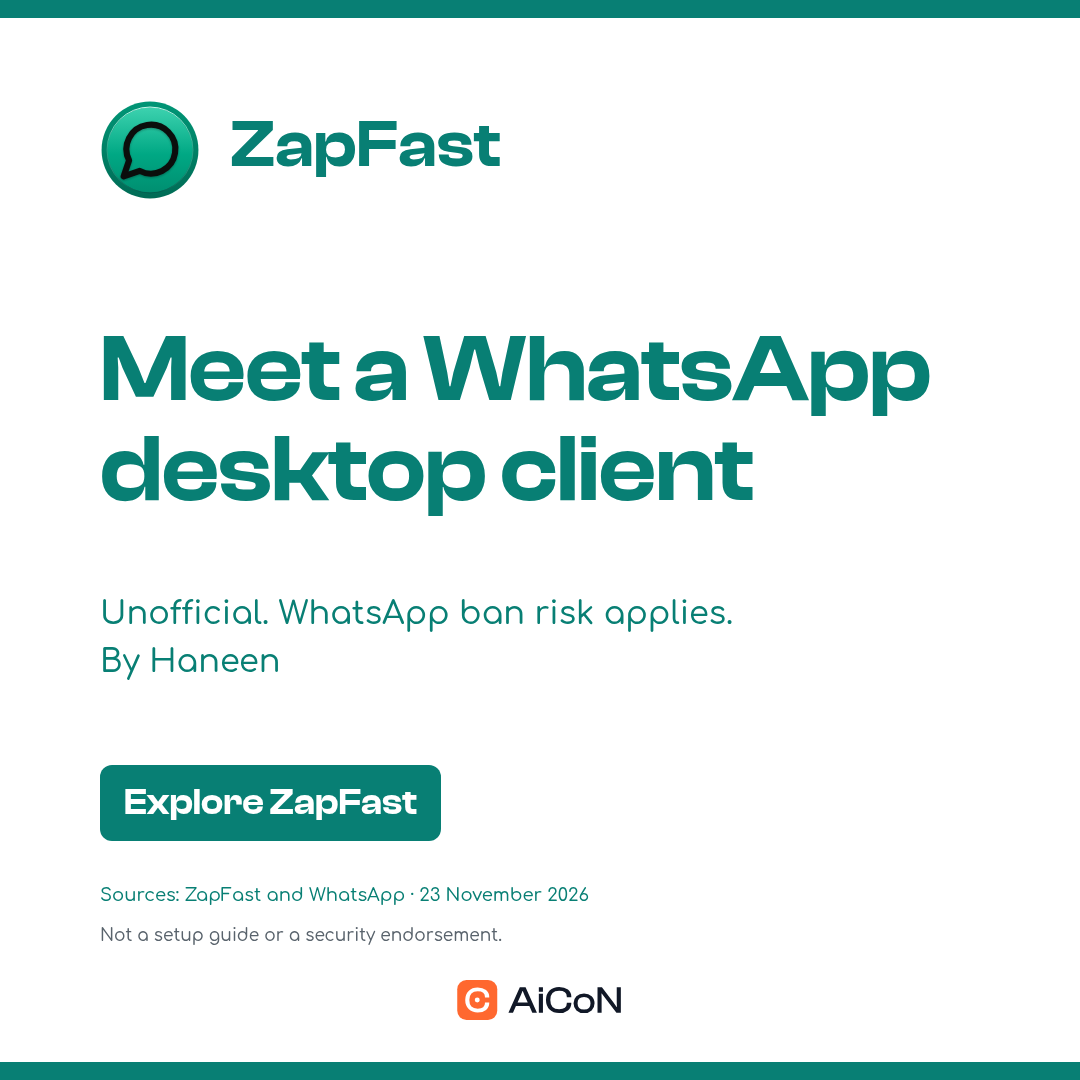 ZapFast
Meet a WhatsApp
desktop client
Unofficial. WhatsApp ban risk applies.
By Haneen
Explore ZapFast
Sources: ZapFast and WhatsApp · 23 November 2026
Not a setup guide or a security endorsement.
AiCoN